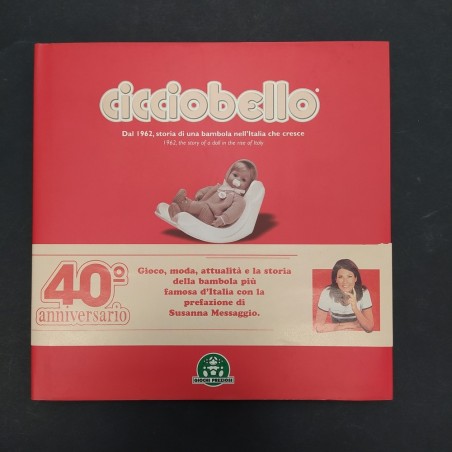 cicciobello
Dal 1962, storia di una bambola nell'Italia che cresce
1962, the story of a doll in the rise of Italy
40º
anniversario
Gioco, moda, attualità e la storia
della bambola più
famosa d'Italia con la
prefazione di
Susanna Messaggio.
GIOCHI PREZIOSI